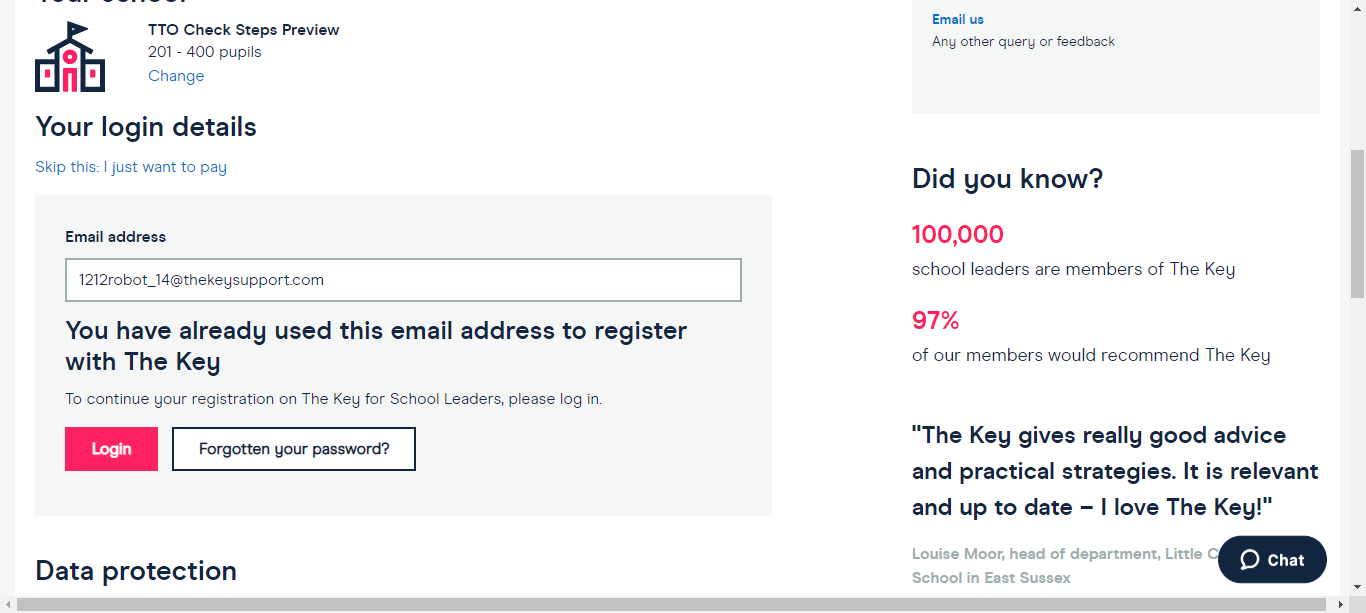 TTO Check Steps Preview
201 - 400 pupils
Change
Your login details
Skip this: I just want to pay
Email address
1212robot_14@thekeysupport.com
You have already used this email address to register
with The Key
To continue your registration on The Key for School Leaders, please log in.
Login
Forgotten your password?
Data protection
Email us
Any other query or feedback
Did you know?
100,000
school leaders are members of The Key
97%
of our members would recommend The Key
"The Key gives really good advice
and practical strategies. It is relevant
and up to date – I love The Key!"
Louise Moor, head of department, Little
School in East Sussex
Chat